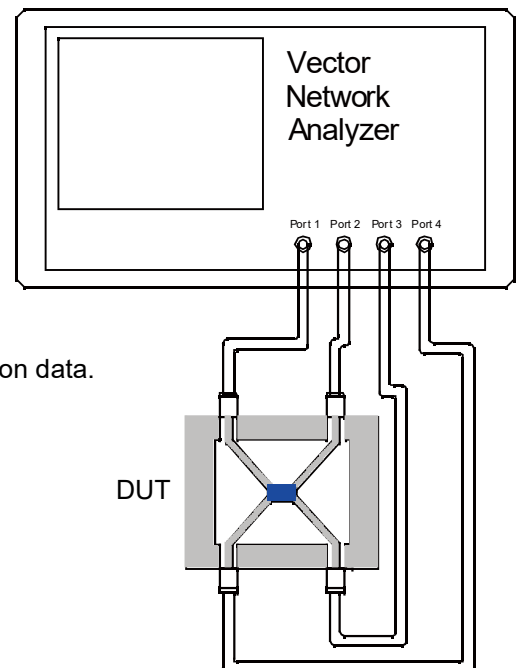 Vector
Network
Analyzer
Port 1 Port 2 Port 3 Port 4
on data.
DUT